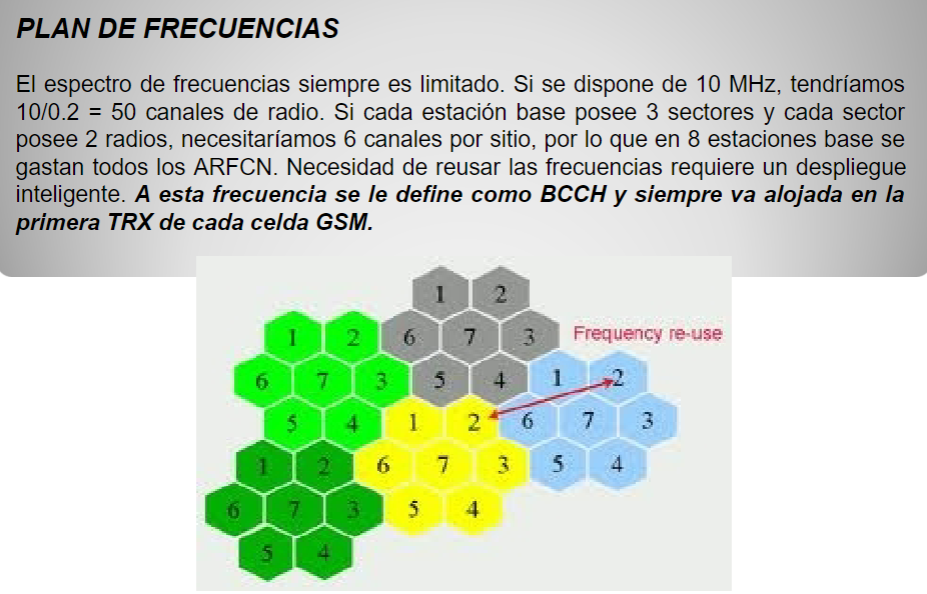 PLAN DE FRECUENCIAS
El espectro de frecuencias siempre es limitado. Si se dispone de 10 MHz, tendríamos
10/0.2 = 50 canales de radio. Si cada estación base posee 3 sectores y cada sector
posee 2 radios, necesitaríamos 6 canales por sitio, por lo que en 8 estaciones base se
gastan todos los ARFCN. Necesidad de reusar las frecuencias requiere un despliegue
inteligente. A esta frecuencia se le define como BCCH y siempre va alojada en la
primera TRX de cada celda GSM.
1 2
1 2 6 7 3 Frequency re-use
6 7 3 5 4 1 2
5 4 1 2 6 7 3
1 2 6 7 3 5 4
6 7 3 5 4
5 4